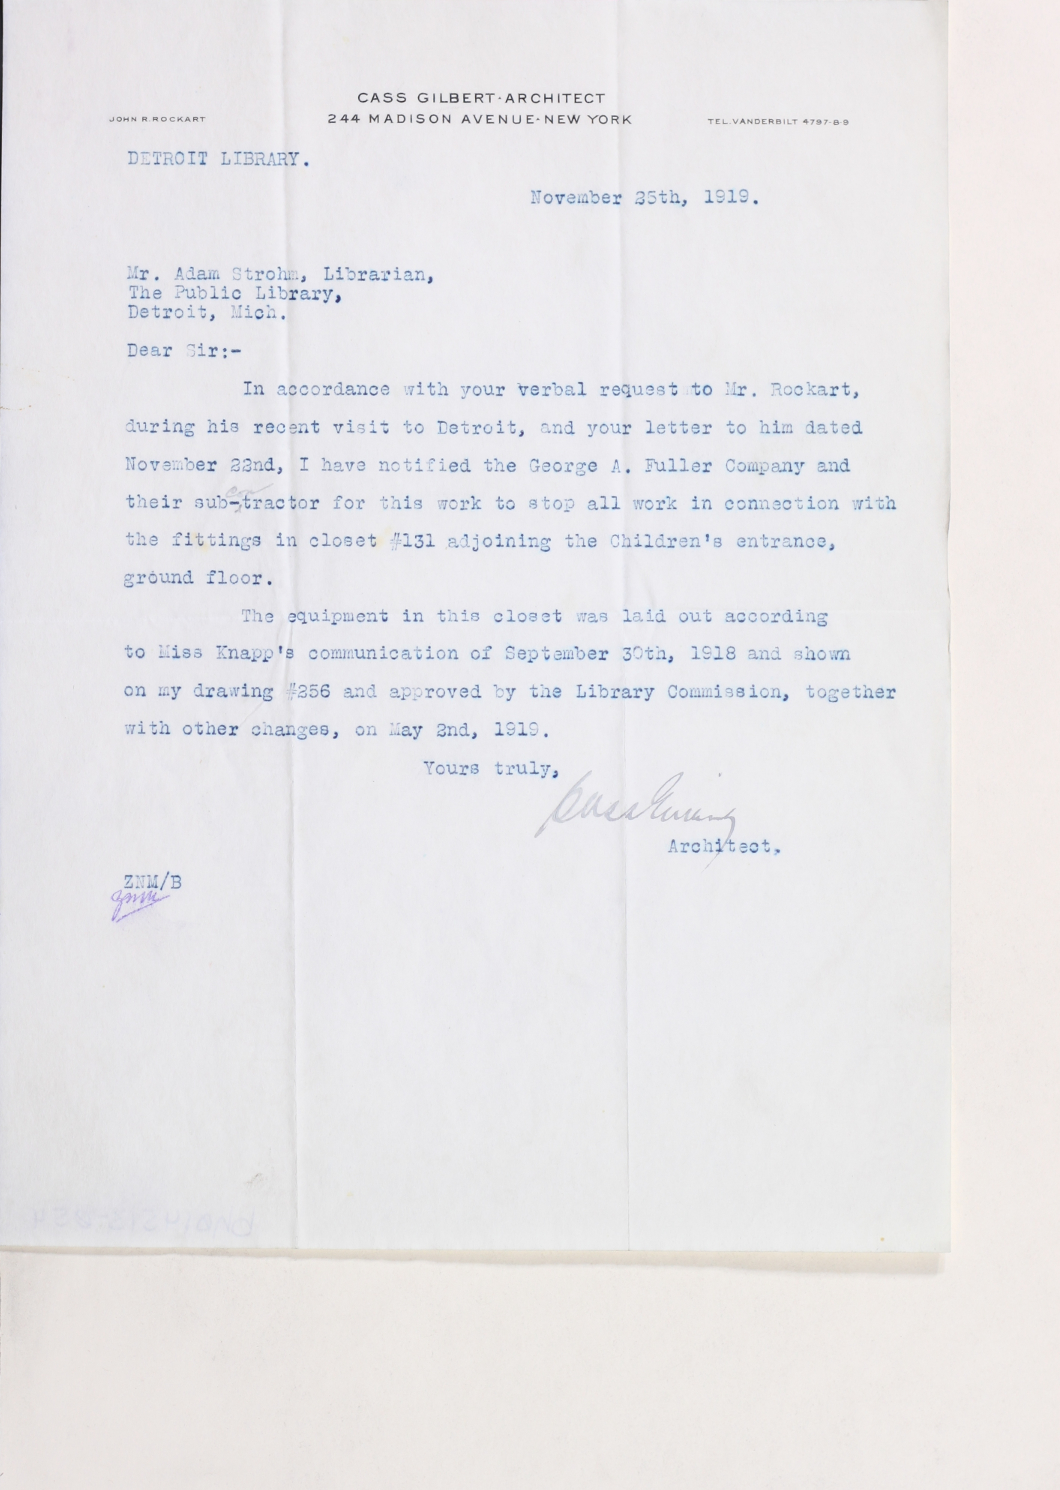 CASS GILBERT-ARCHITECT
JOHN R. ROCKART 244 MADISON AVENUE-NEW YORK TEL. VANDERBILT 4797-8-9
DETROIT LIBRARY.
November 25th, 1919.
Mr. Adam Strohm, Librarian,
The Public Library,
Detroit, Mich.
Dear Sir:-
In accordance with your verbal request to Mr. Rockart,
during his recent visit to Detroit, and your letter to him dated
November 22nd, I have notified the George A. Fuller Company and
their sub-contractor for this work to stop all work in connection with
the fittings in closet #131 adjoining the Children's entrance,
ground floor.
The equipment in this closet was laid out according
to Miss Knapp's communication of September 30th, 1918 and shown
on my drawing #256 and approved by the Library Commission, together
with other changes, on May 2nd, 1919.
Yours truly,
Cass Gilbert
Architect.
ZNM/B
ZNM